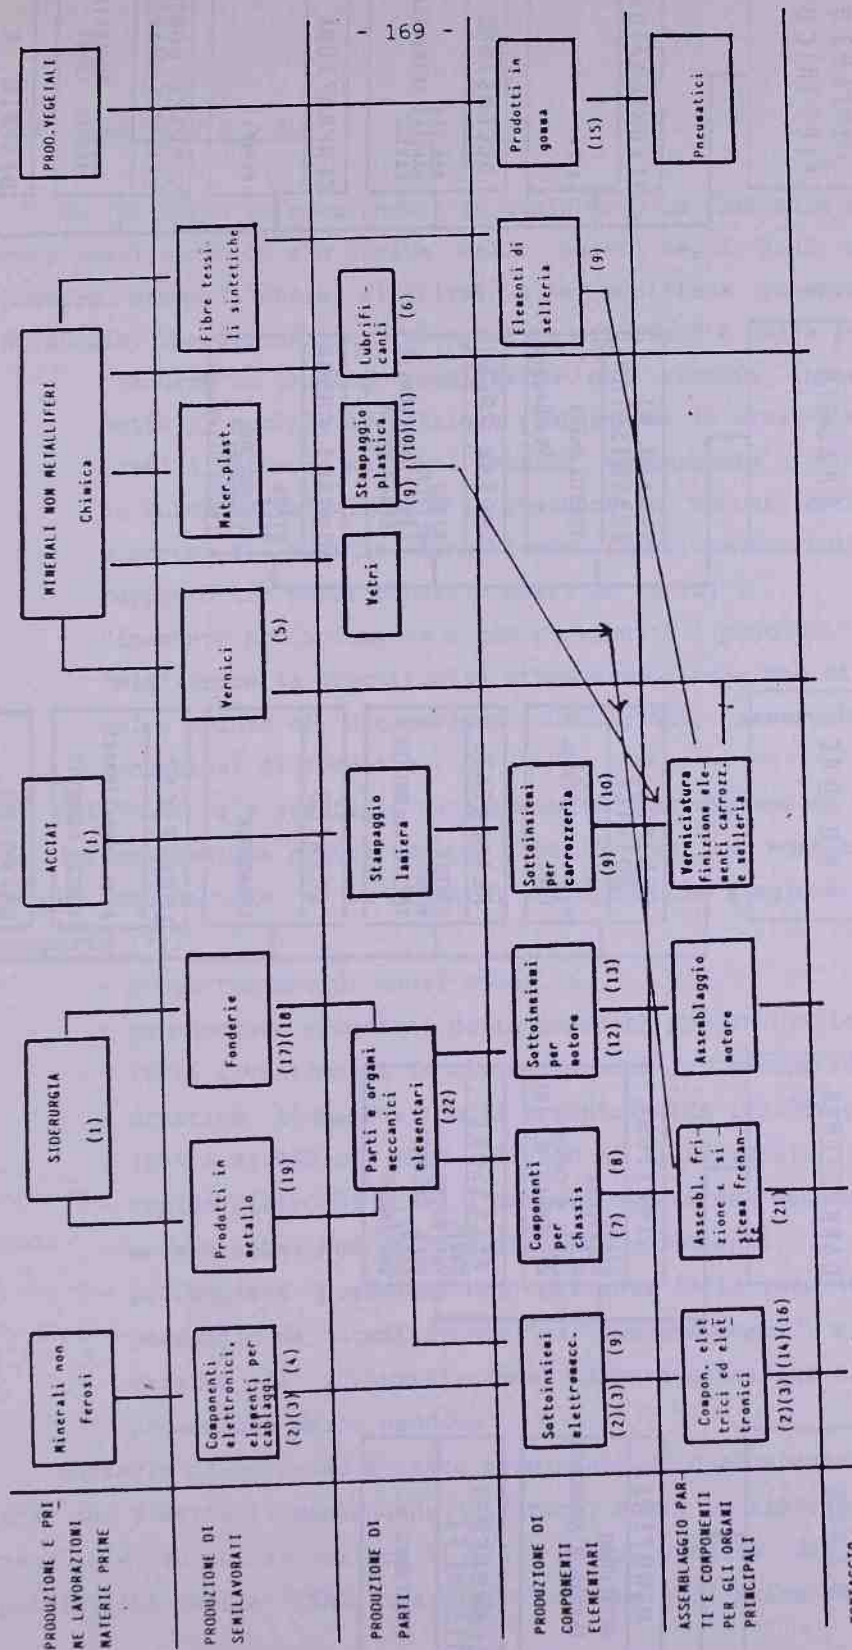 - 169 -
PRODUZIONE E PRI
ME LAVORAZIONI
MATERIE PRIME
Minerali non
ferosi
SIDERURGIA
(1)
ACCIAI
(1)
MINERALI NON METALLIFERI
Chimica
PROD.VEGETALI
PRODUZIONE DI
SEMILAVORATI
Componenti
elettronici,
elementi per
cablaggi
(2)(3) (4)
Prodotti in
metallo
(19)
Fonderie
(17)(18)
Vernici
(5)
Mater.plast.
Fibre tessi-
li sintetiche
PRODUZIONE DI
PARTI
Parti e organi
meccanici
elementari
(22)
Stampaggio
lamiera
Vetri
Stampaggio
plastica
(9) (10)(11)
Lubrifi
canti
(6)
PRODUZIONE DI
COMPONENTI
ELEMENTARI
Sottoinsiemi
elettromecc.
(2)(3) (9)
Componenti
per
chassis
(7) (8)
Sottoinsiemi
per
motore
(12) (13)
Sottoinsiemi
per
carrozzeria
(9) (10)
Elementi di
selleria
(9)
Prodotti in
gomma
(15)
ASSEMBLAGGIO PAR-
TI E COMPONENTI
PER GLI ORGANI
PRINCIPALI
Compon. elet
trici ed elet
tronici
(2)(3) (14)(16)
Assembl. fri-
zione e si
stema frenan-
te
(21)
Assemblaggio
motore
Verniciatura
finizione ele-
menti carrozz.
e selleria
Pneumatici